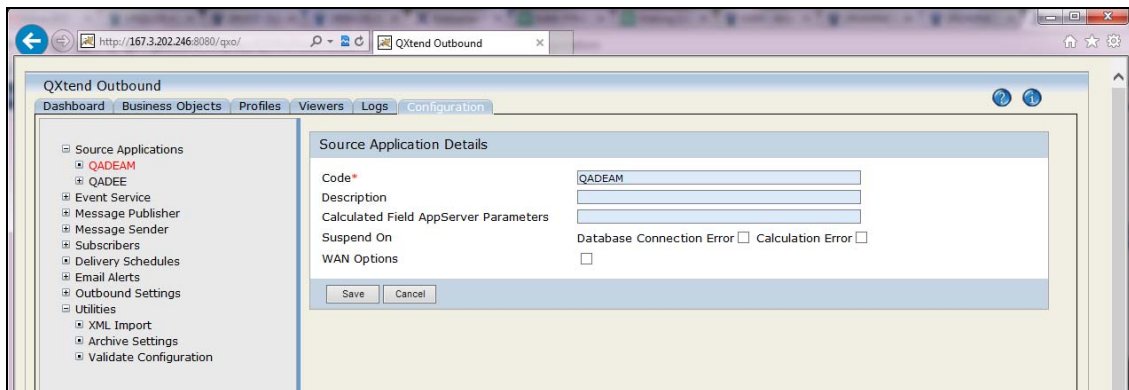 http://167.3.202.246:8080/qxo/
QXtend Outbound
QXtend Outbound
Dashboard Business Objects Profiles Viewers Logs Configuration
Source Applications
QADEAM
QADEE
Event Service
Message Publisher
Message Sender
Subscribers
Delivery Schedules
Email Alerts
Outbound Settings
Utilities
XML Import
Archive Settings
Validate Configuration
Source Application Details
Code* QADEAM
Description
Calculated Field AppServer Parameters
Suspend On Database Connection Error Calculation Error
WAN Options
Save Cancel